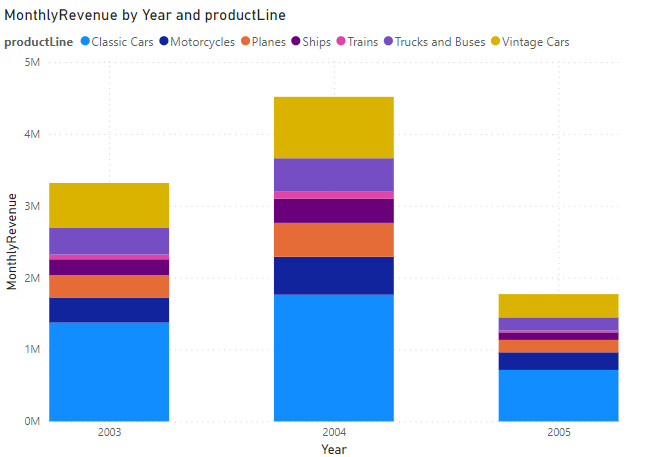 MonthlyRevenue by Year and productLine
productLine Classic Cars Motorcycles Planes Ships Trains Trucks and Buses Vintage Cars
5M
4M
3M
2M
1M
0M
MonthlyRevenue
2003 2004 2005
Year